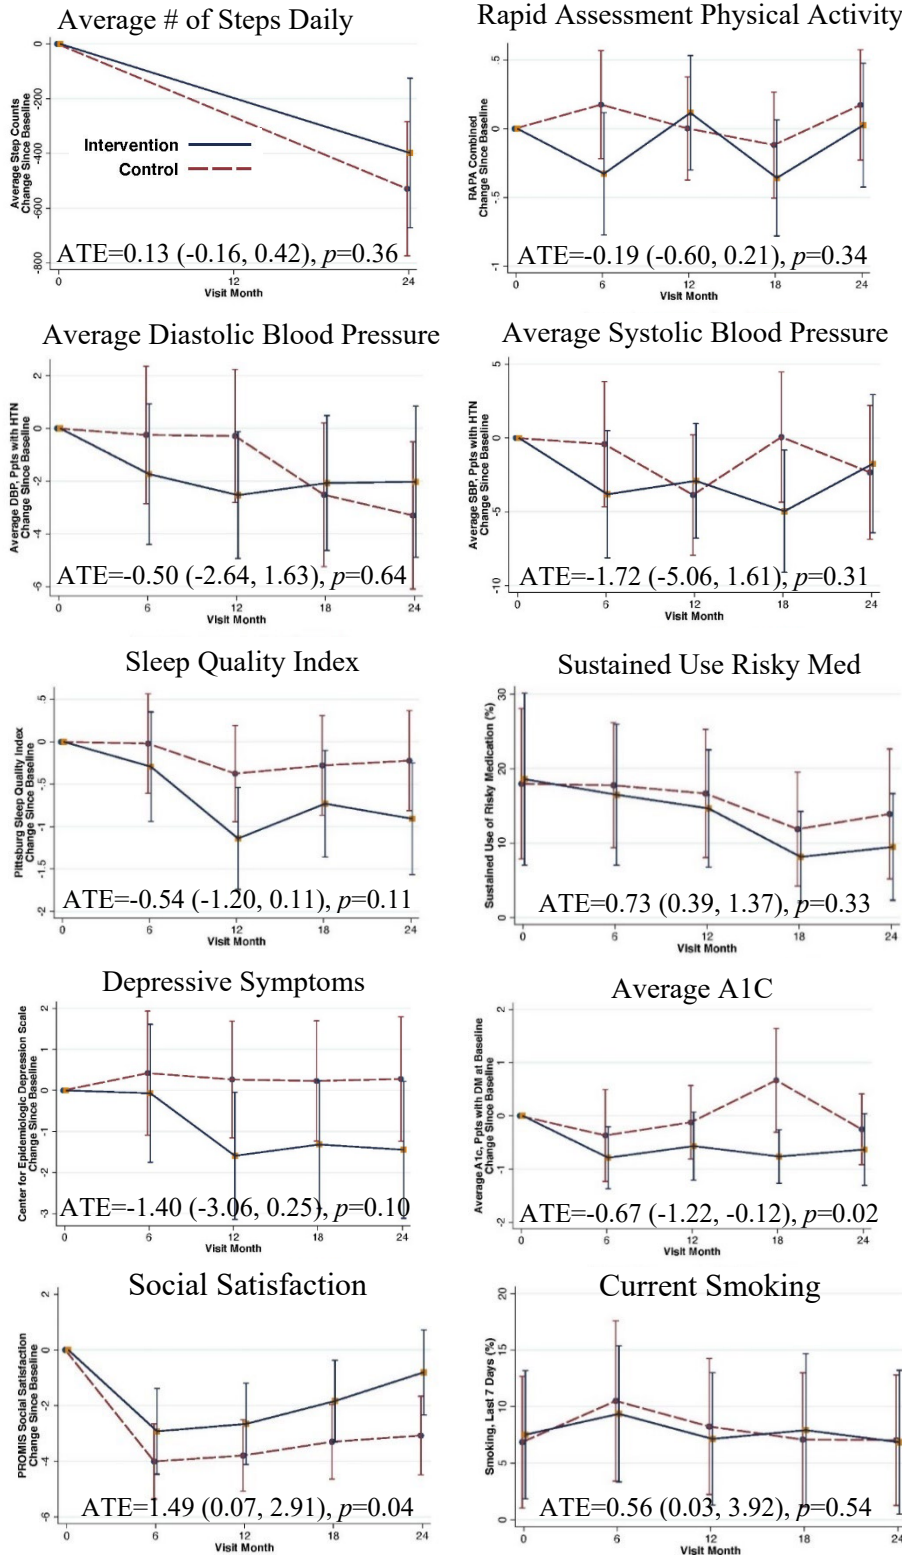 Average # of Steps Daily
Average Step Counts
Change Since Baseline
0
-200
-400
-600
-800
Intervention
Control
ATE=0.13 (-0.16, 0.42), p=0.36
0
12
24
Visit Month
Rapid Assessment Physical Activity
RAPA Combined
Change Since Baseline
.5
0
-.5
-1
ATE=-0.19 (-0.60, 0.21), p=0.34
0
6
12
18
24
Visit Month
Average Diastolic Blood Pressure
Average DBP, Ppts with HTN
Change Since Baseline
2
0
-2
-4
-6
ATE=-0.50 (-2.64, 1.63), p=0.64
0
6
12
18
24
Visit Month
Average Systolic Blood Pressure
Average SBP, Ppts with HTN
Change Since Baseline
5
0
-5
-10
ATE=-1.72 (-5.06, 1.61), p=0.31
0
6
12
18
24
Visit Month
Sleep Quality Index
Pittsburg Sleep Quality Index
Change Since Baseline
.5
0
-.5
-1
-1.5
-2
ATE=-0.54 (-1.20, 0.11), p=0.11
0
6
12
18
24
Visit Month
Sustained Use Risky Med
Sustained Use of Risky Medication (%)
30
20
10
0
ATE=0.73 (0.39, 1.37), p=0.33
0
6
12
18
24
Visit Month
Depressive Symptoms
Center for Epidemiologic Depression Scale
Change Since Baseline
2
1
0
-1
-2
-3
ATE=-1.40 (-3.06, 0.25), p=0.10
0
6
12
18
24
Visit Month
Average A1C
Average A1c, Ppts with DM at Baseline
Change Since Baseline
2
1
0
-1
-2
ATE=-0.67 (-1.22, -0.12), p=0.02
0
6
12
18
24
Visit Month
Social Satisfaction
PROMIS Social Satisfaction
Change Since Baseline
2
0
-2
-4
-6
ATE=1.49 (0.07, 2.91), p=0.04
0
6
12
18
24
Visit Month
Current Smoking
Smoking, Last 7 Days (%)
20
15
10
5
0
ATE=0.56 (0.03, 3.92), p=0.54
0
6
12
18
24
Visit Month